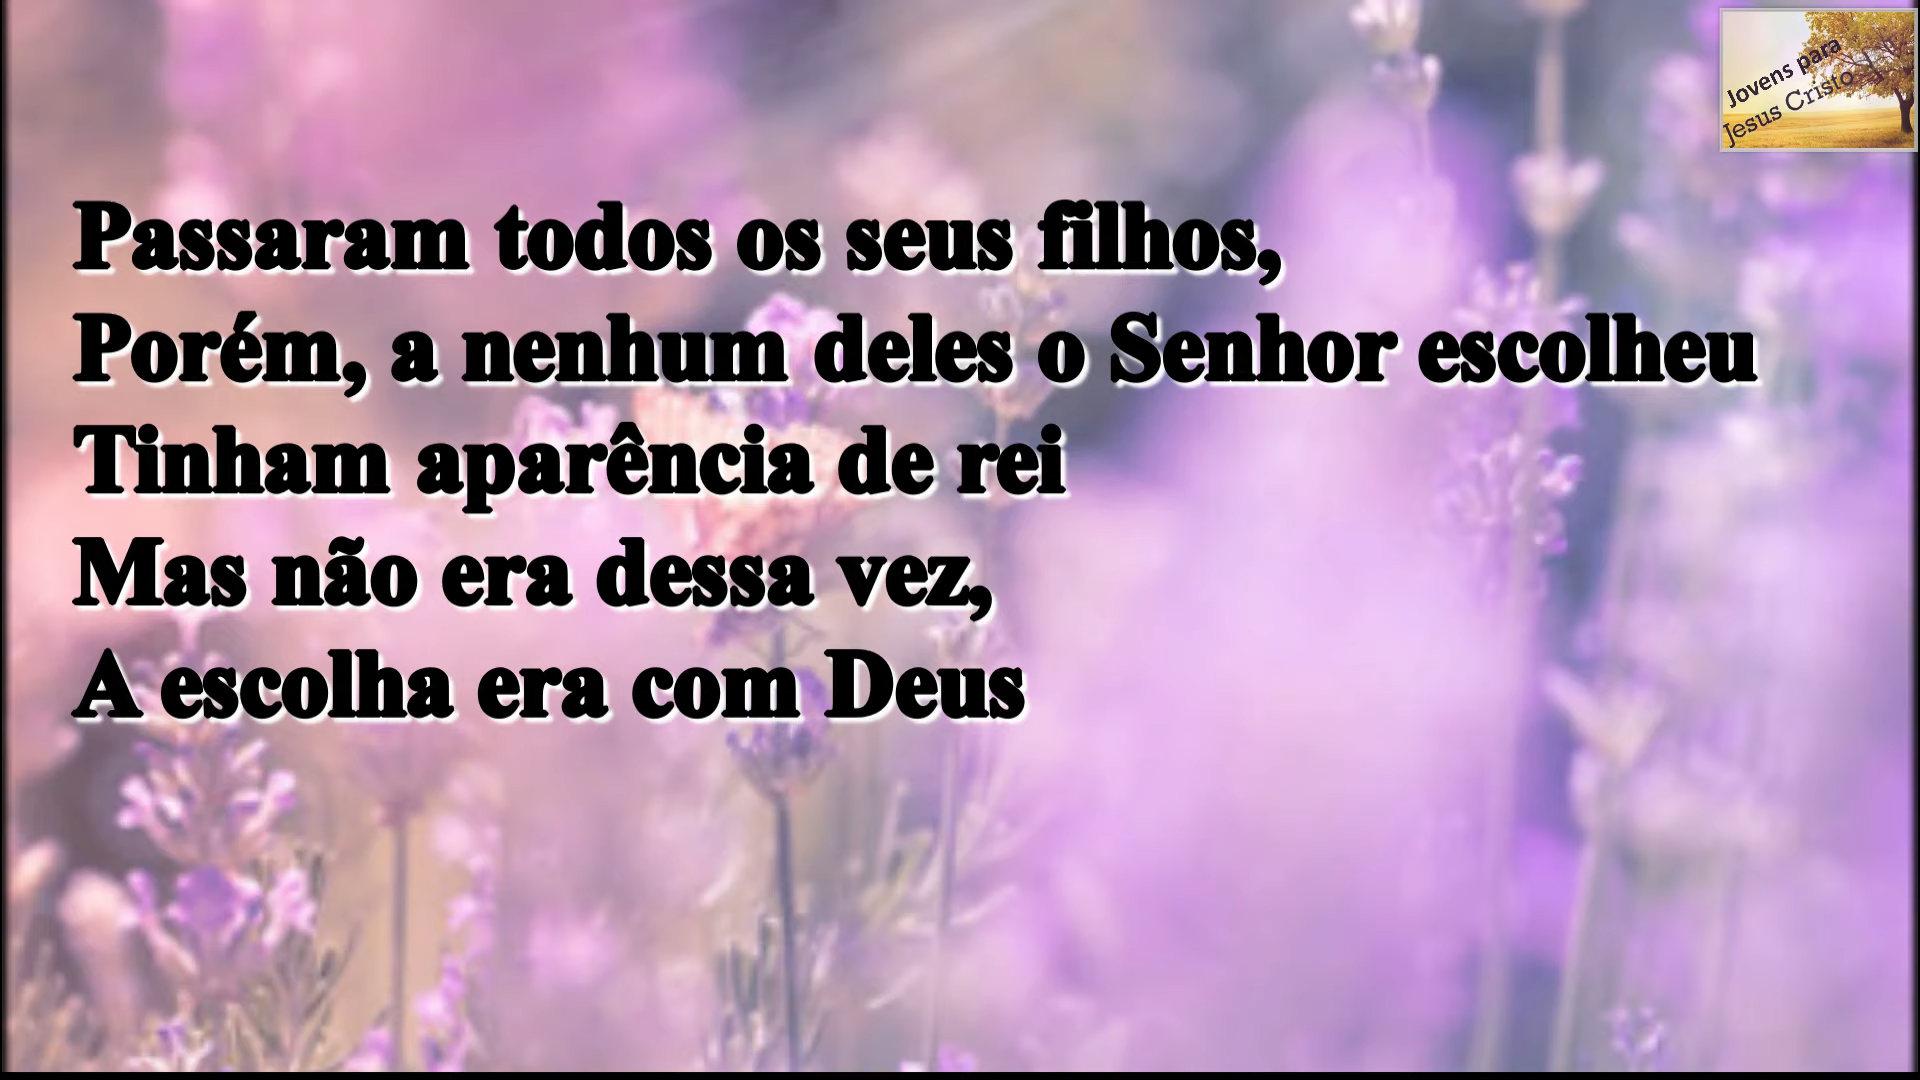 Jovens para
Jesus Cristo
Passaram todos os seus filhos,
Porém, a nenhum deles o Senhor escolheu
Tinham aparência de rei
Mas não era dessa vez,
A escolha era com Deus